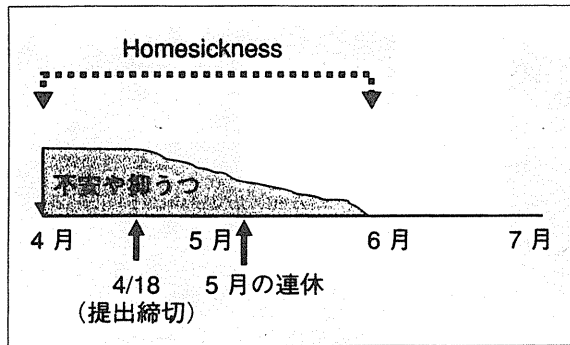 Homesickness
不安や抑うつ
4月 5月 6月 7月
4/18 5月の連休
(提出締切)